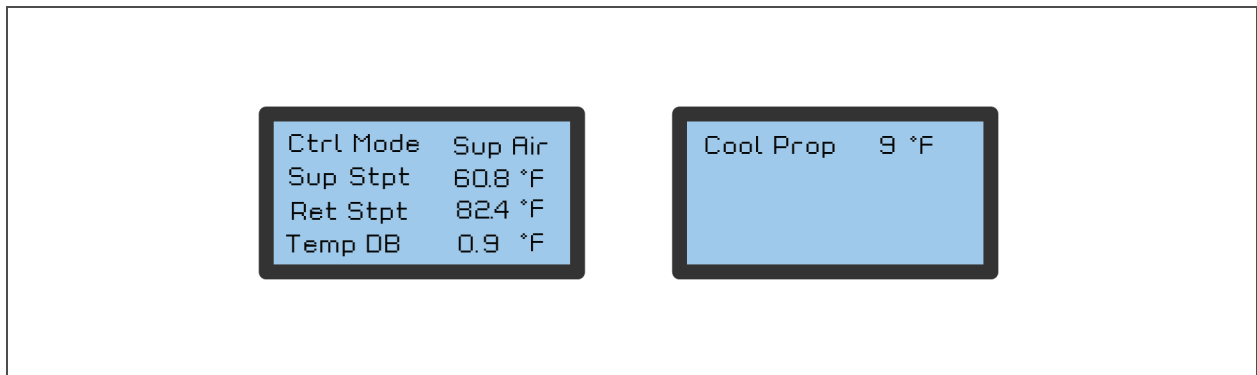 Ctrl Mode Sup Air
Sup Stpt 60.8 °F
Ret Stpt 82.4 °F
Temp DB 0.9 °F
Cool Prop 9 °F